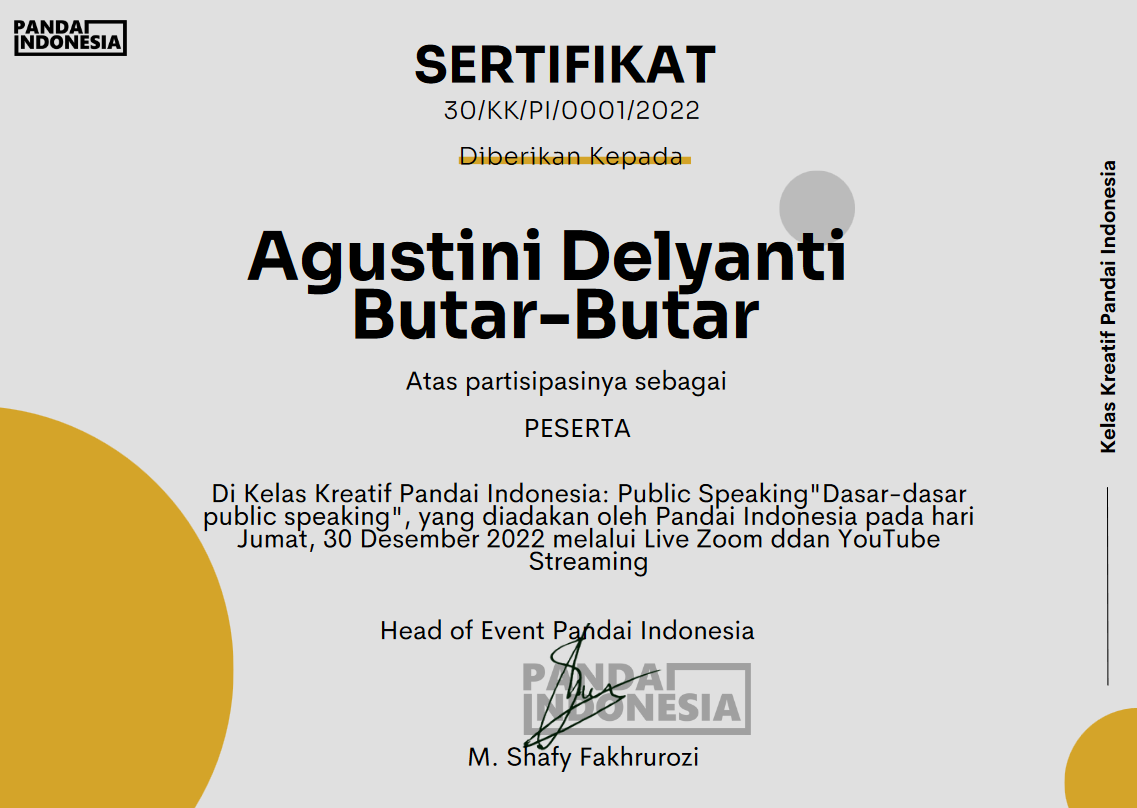 PANDAI
INDONESIA
SERTIFIKAT
30/KK/PI/0001/2022
Diberikan Kepada
Agustini Delyanti
Butar-Butar
Atas partisipasinya sebagai
PESERTA
Di Kelas Kreatif Pandai Indonesia: Public Speaking"Dasar-dasar
public speaking", yang diadakan oleh Pandai Indonesia pada hari
Jumat, 30 Desember 2022 melalui Live Zoom ddan YouTube
Streaming
Head of Event Pandai Indonesia
PANDAI
INDONESIA
M. Shafy Fakhrurozi
Kelas Kreatif Pandai Indonesia